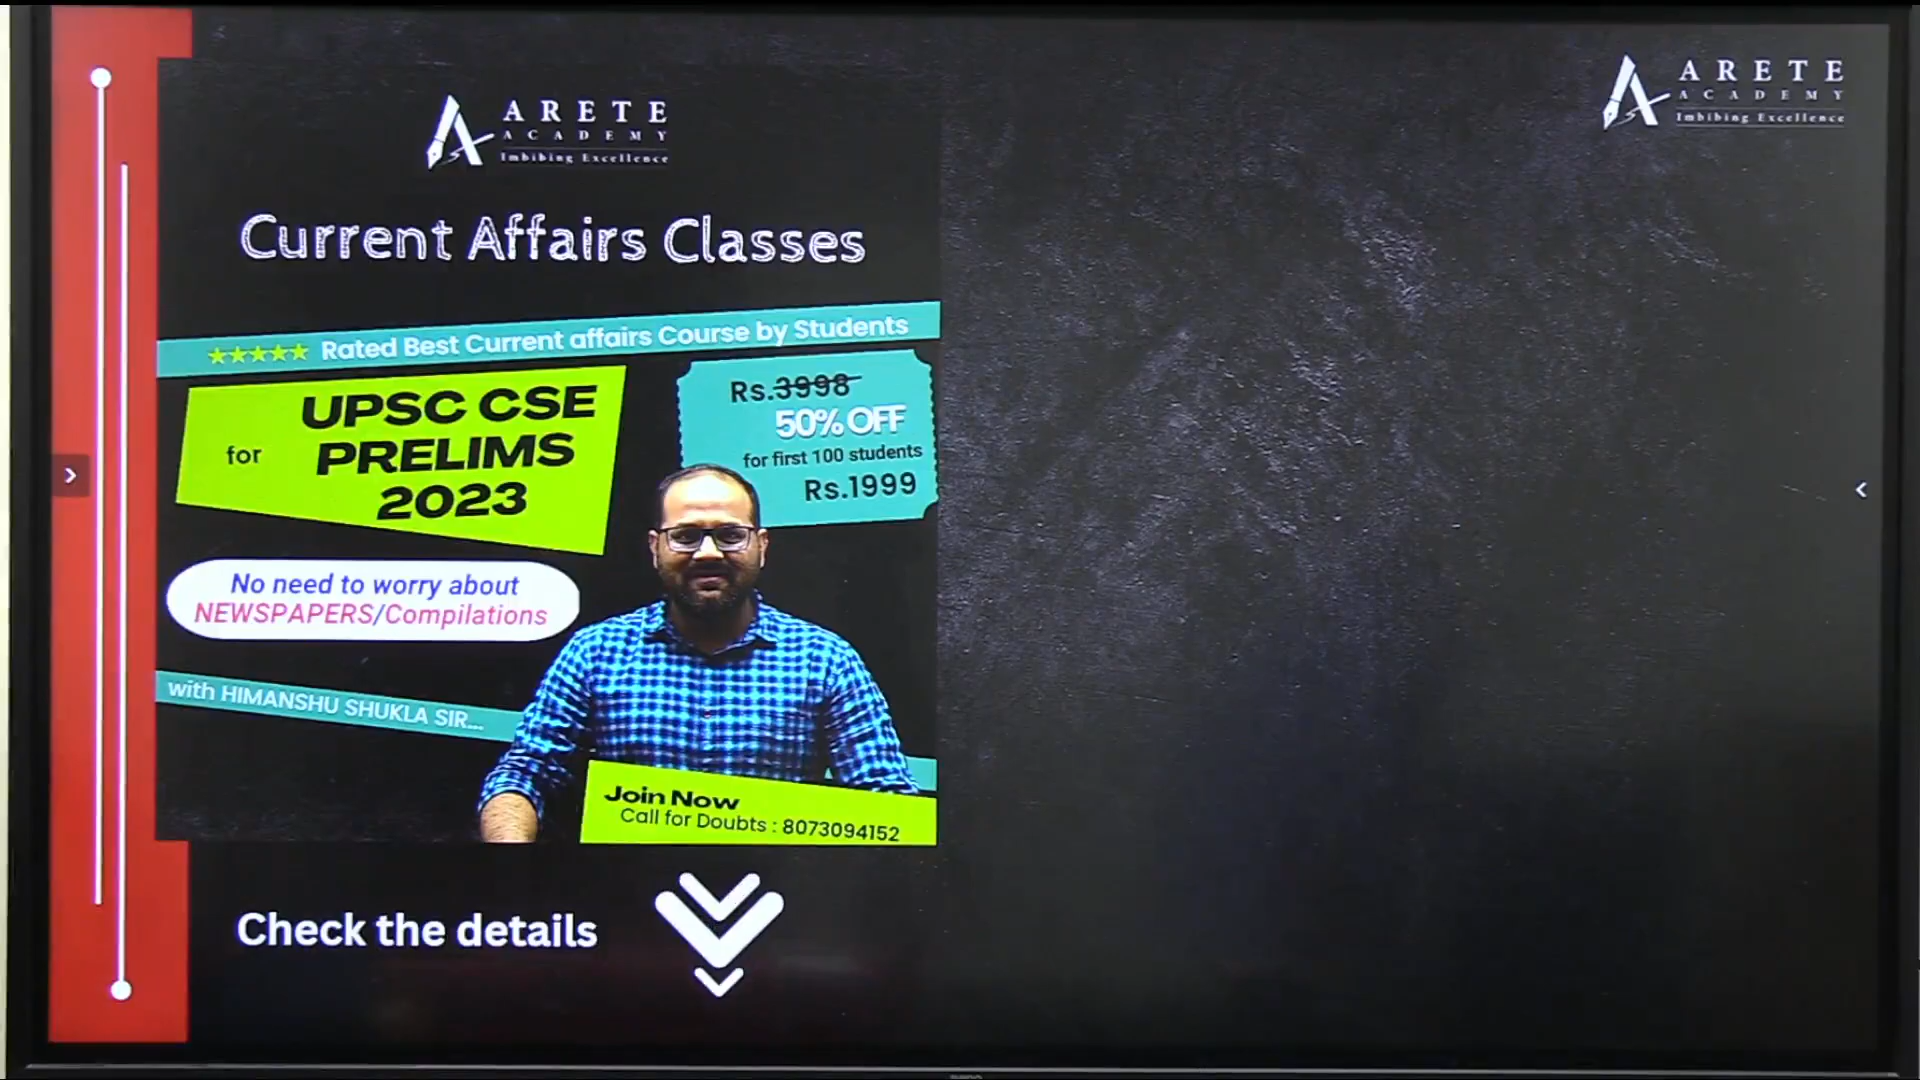 ARETE
ACADEMY
Imbibing Excellence
ARETE
ACADEMY
Imbibing Excellence
Current Affairs Classes
★★★★★ Rated Best Current affairs Course by Students
for
UPSC CSE
PRELIMS
2023
Rs.3998
50% OFF
for first 100 students
Rs.1999
No need to worry about
NEWSPAPERS/Compilations
with HIMANSHU SHUKLA SIR...
Join Now
Call for Doubts : 8073094152
Check the details